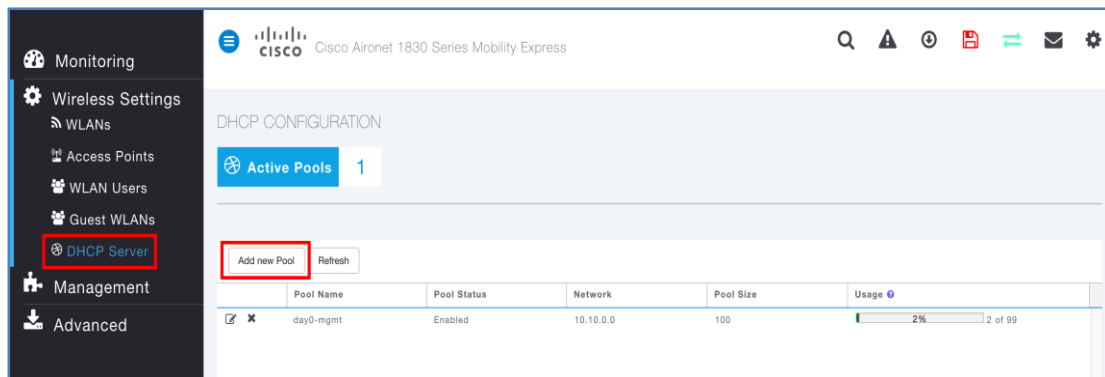 Monitoring
Wireless Settings
WLANs
Access Points
WLAN Users
Guest WLANs
DHCP Server
Management
Advanced
CISCO Cisco Aironet 1830 Series Mobility Express
DHCP CONFIGURATION
Active Pools 1
Add new Pool Refresh
Pool Name Pool Status Network Pool Size Usage
day0-mgmt Enabled 10.10.0.0 100 2% 2 of 99